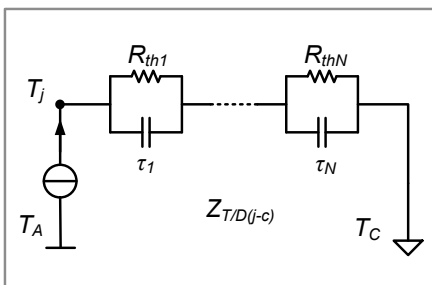 R_th1 R_thN
T_j
τ_1 τ_N
T_A Z_T/D(j-c) T_C